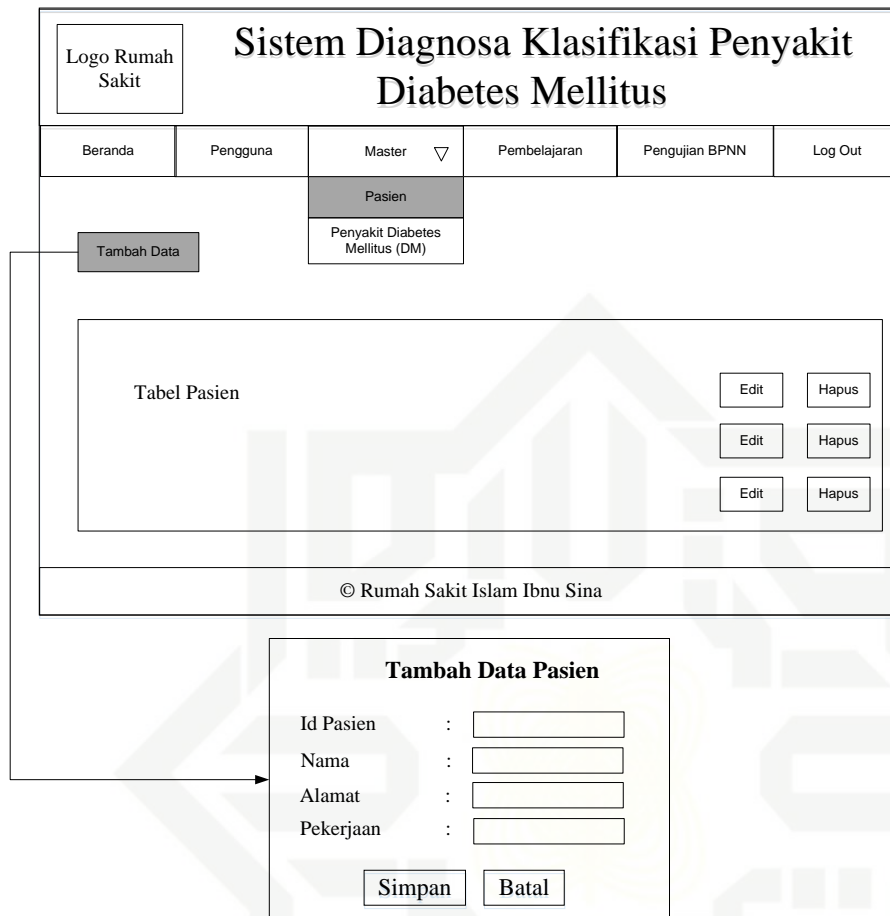 Logo Rumah
Sakit
Sistem Diagnosa Klasifikasi Penyakit
Diabetes Mellitus
Beranda
Pengguna
Master
Pembelajaran
Pengujian BPNN
Log Out
Pasien
Penyakit Diabetes
Mellitus (DM)
Tambah Data
Tabel Pasien
Edit
Hapus
Edit
Hapus
Edit
Hapus
© Rumah Sakit Islam Ibnu Sina
Tambah Data Pasien
Id Pasien :
Nama :
Alamat :
Pekerjaan :
Simpan
Batal